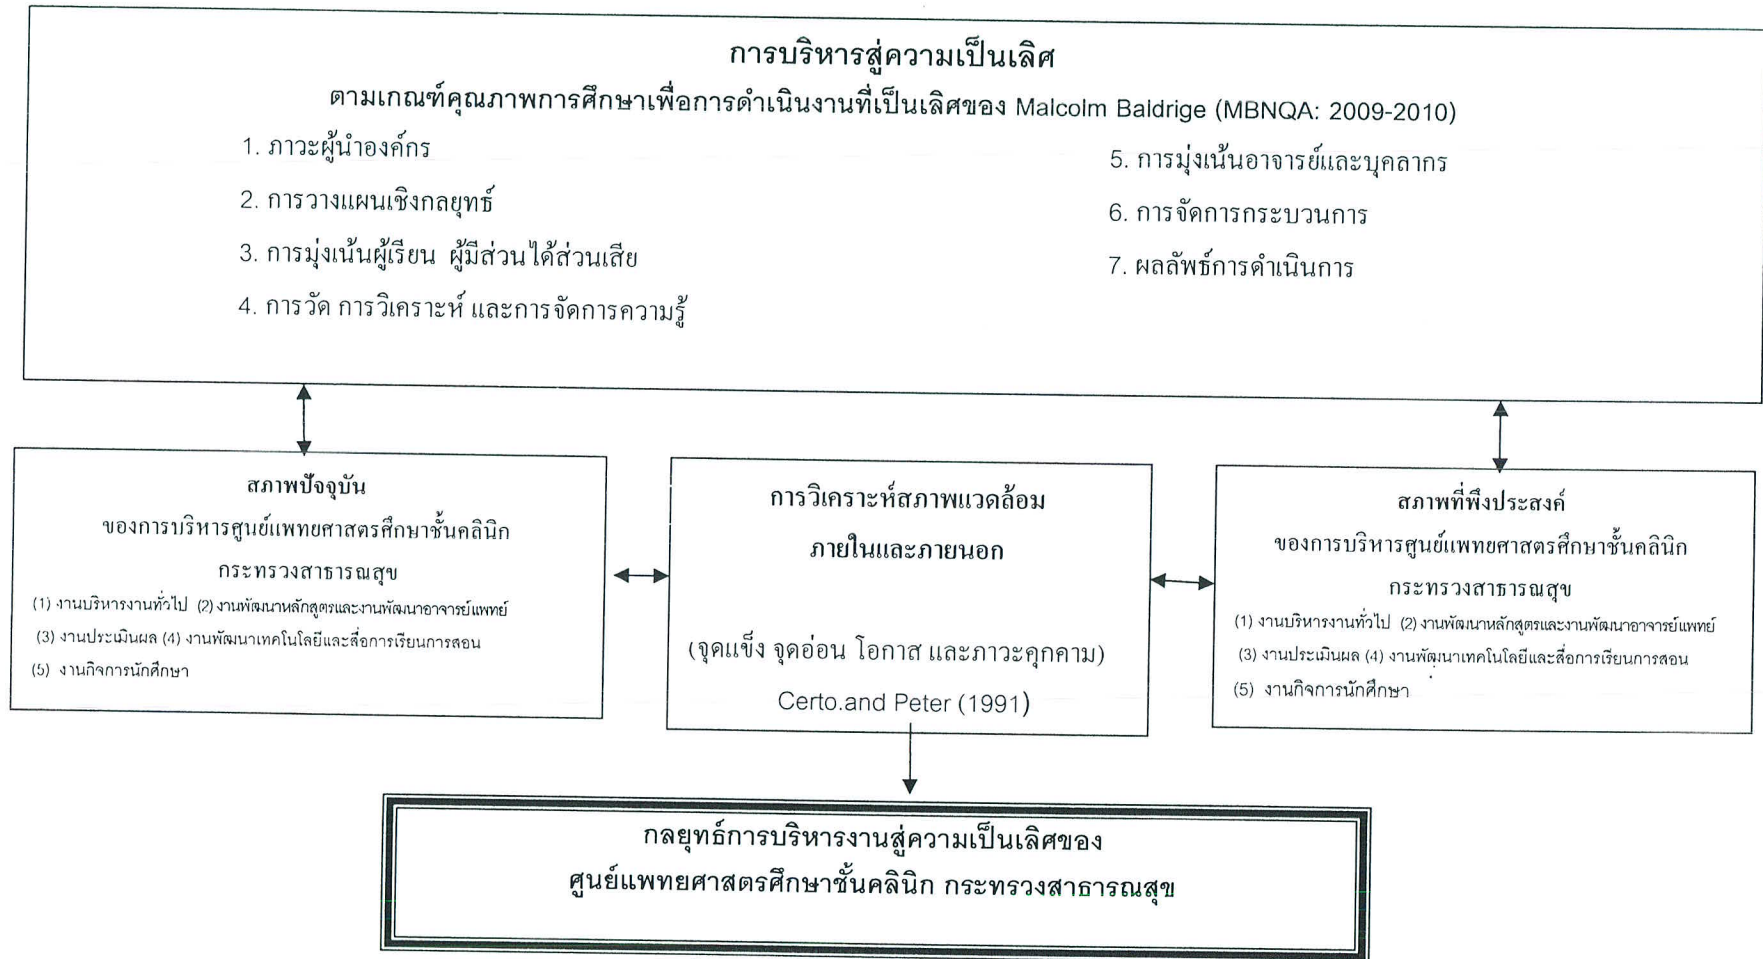 การบริหารสู่ความเป็นเลิศ
ตามเกณฑ์คุณภาพการศึกษาเพื่อการดำเนินงานที่เป็นเลิศของ Malcolm Baldrige (MBNQA: 2009-2010)
1. ภาวะผู้นำองค์กร
2. การวางแผนเชิงกลยุทธ์
3. การมุ่งเน้นผู้เรียน ผู้มีส่วนได้ส่วนเสีย
4. การวัด การวิเคราะห์ และการจัดการความรู้
5. การมุ่งเน้นอาจารย์และบุคลากร
6. การจัดการกระบวนการ
7. ผลลัพธ์การดำเนินการ
สภาพปัจจุบัน
ของการบริหารศูนย์แพทยศาสตรศึกษาชั้นคลินิก
กระทรวงสาธารณสุข
(1) งานบริหารงานทั่วไป (2) งานพัฒนาหลักสูตรและงานพัฒนาอาจารย์แพทย์
(3) งานประเมินผล (4) งานพัฒนาเทคโนโลยีและสื่อการเรียนการสอน
(5) งานกิจการนักศึกษา
การวิเคราะห์สภาพแวดล้อม
ภายในและภายนอก
(จุดแข็ง จุดอ่อน โอกาส และภาวะคุกคาม)
Certo.and Peter (1991)
สภาพที่พึงประสงค์
ของการบริหารศูนย์แพทยศาสตรศึกษาชั้นคลินิก
กระทรวงสาธารณสุข
(1) งานบริหารงานทั่วไป (2) งานพัฒนาหลักสูตรและงานพัฒนาอาจารย์แพทย์
(3) งานประเมินผล (4) งานพัฒนาเทคโนโลยีและสื่อการเรียนการสอน
(5) งานกิจการนักศึกษา
กลยุทธ์การบริหารงานสู่ความเป็นเลิศของ
ศูนย์แพทยศาสตรศึกษาชั้นคลินิก กระทรวงสาธารณสุข